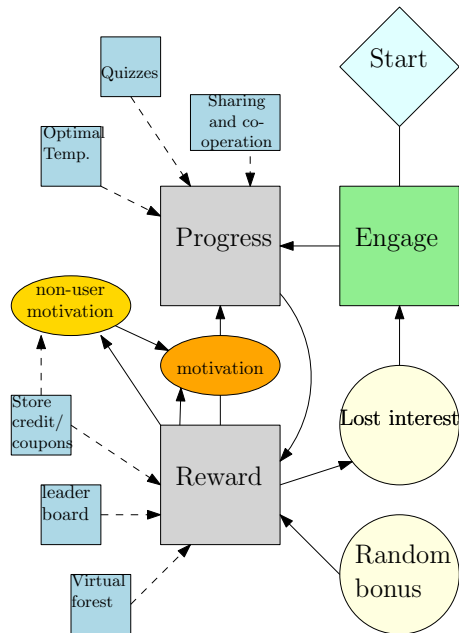 Start
Quizzes
Sharing
and co-
operation
Optimal
Temp.
Progress
Engage
non-user
motivation
motivation
Store
credit/
coupons
Lost interest
Reward
leader
board
Random
bonus
Virtual
forest